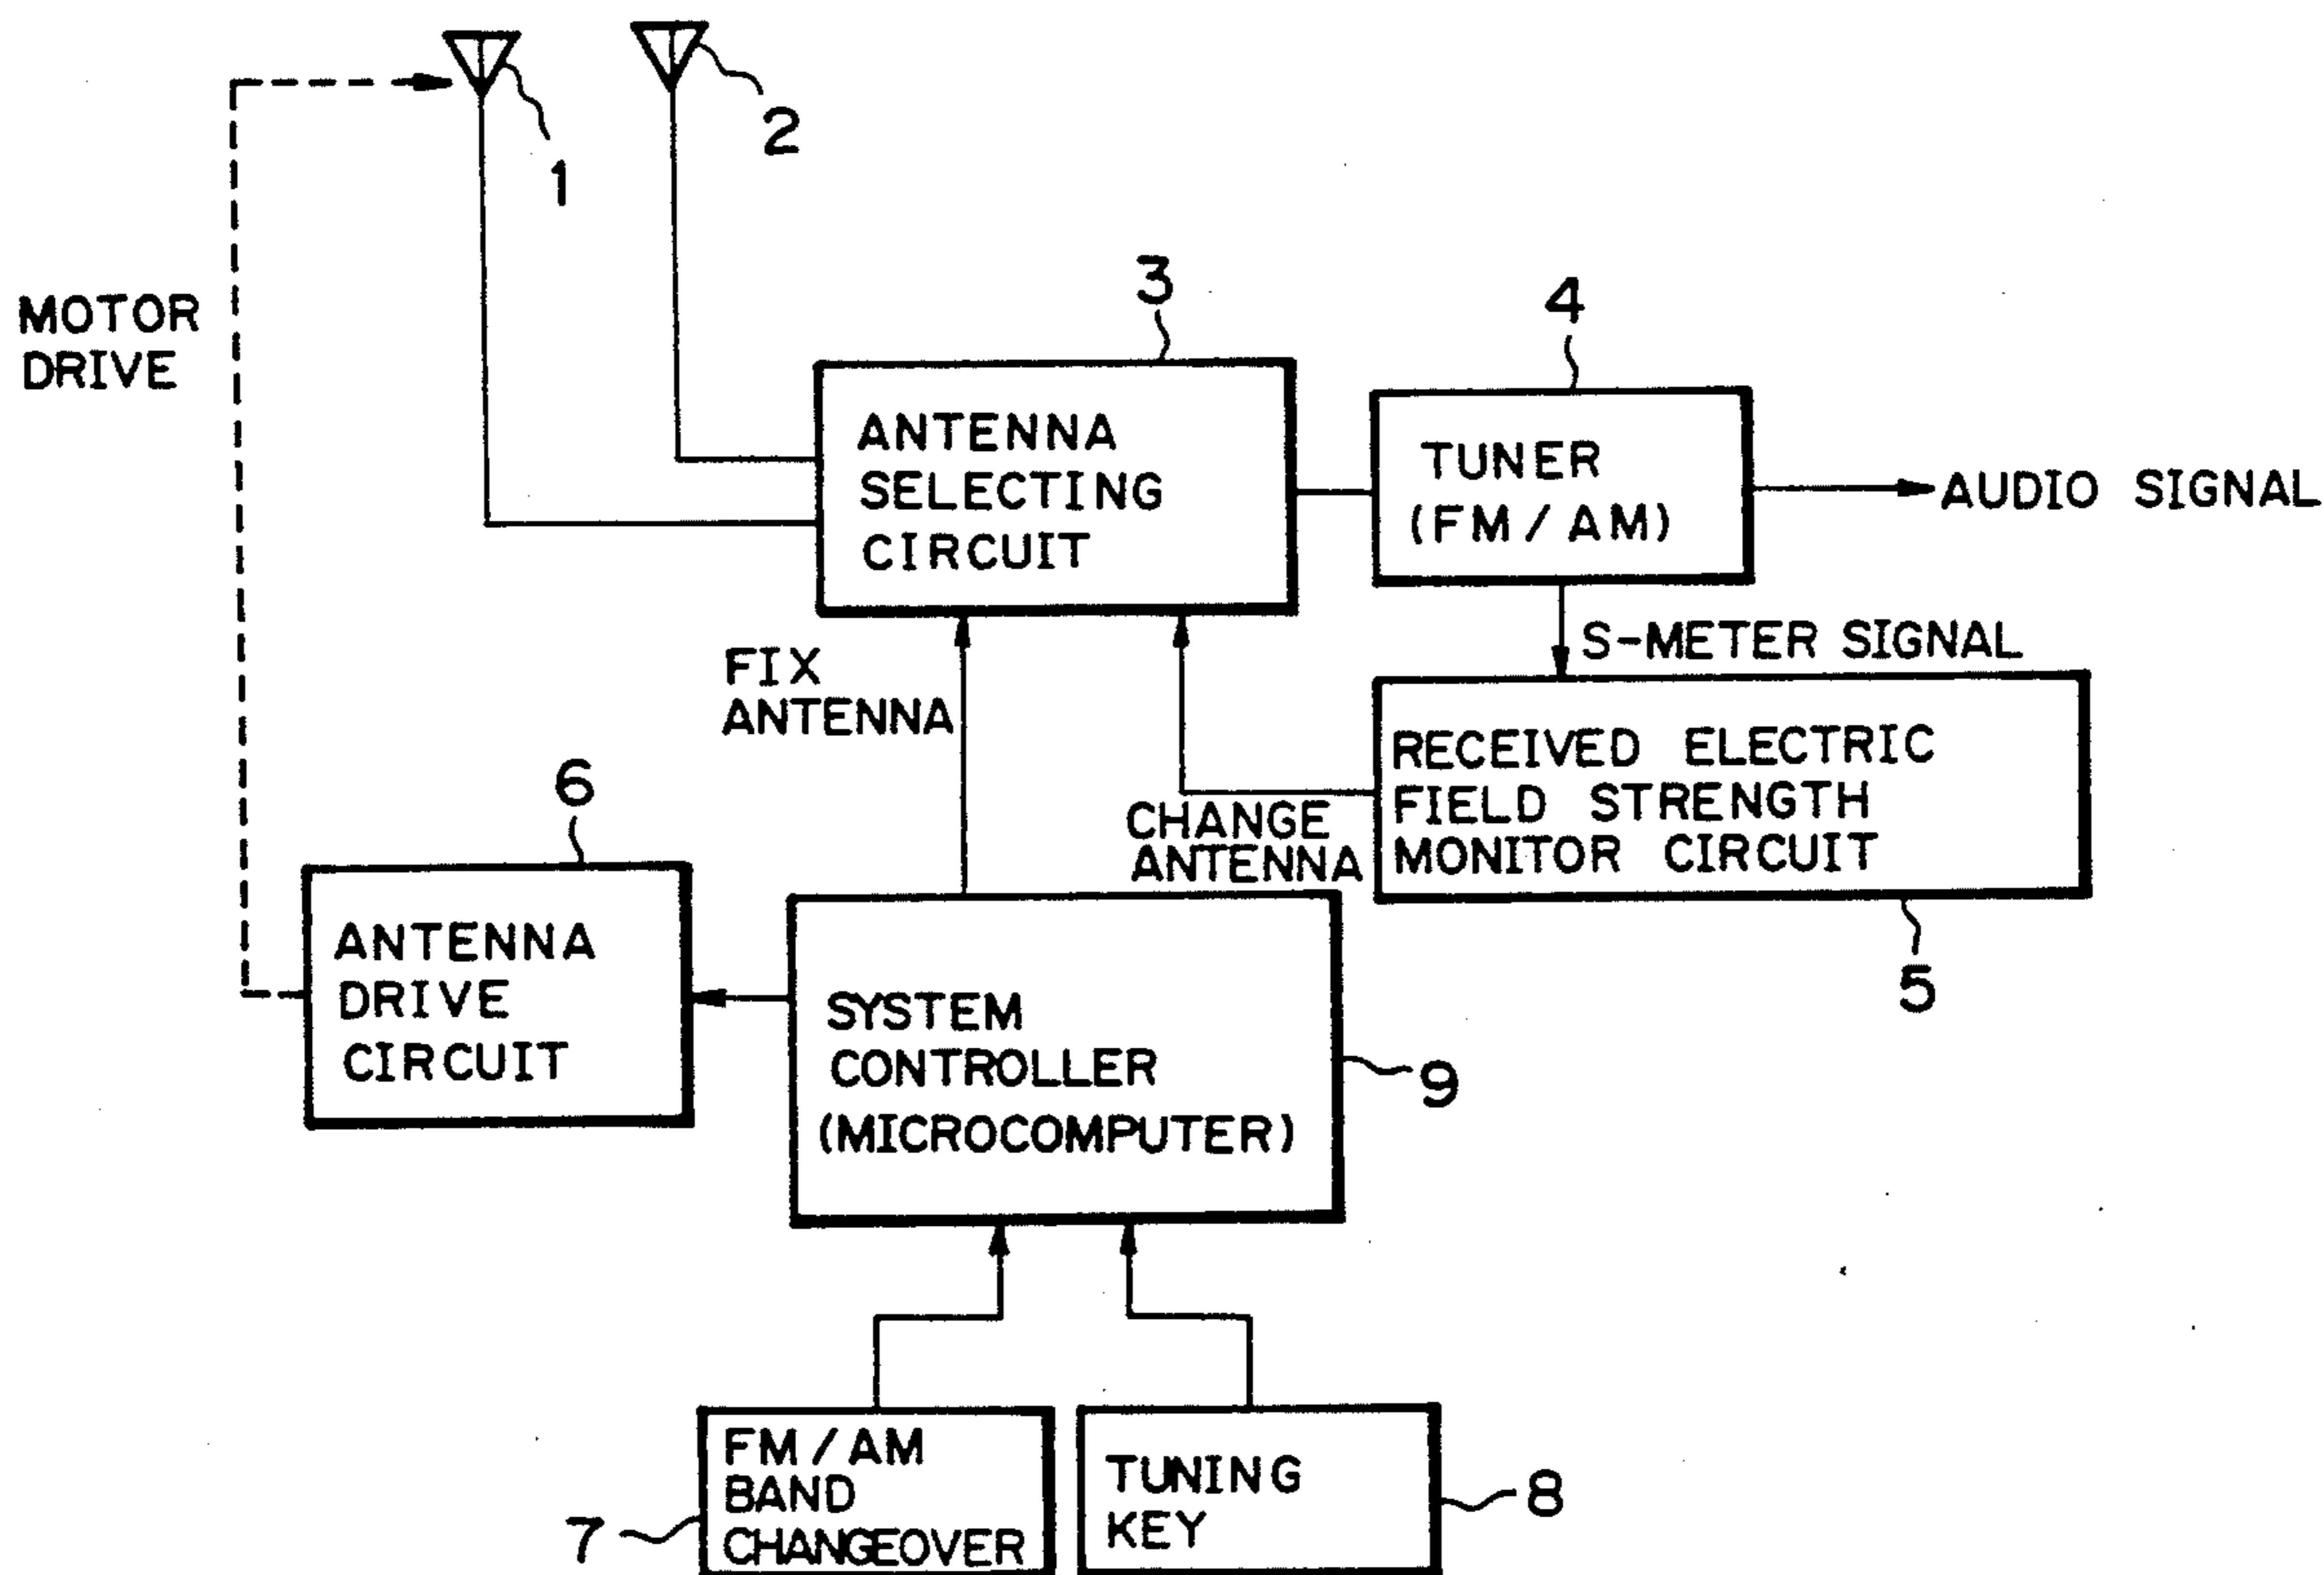 1
2
MOTOR
DRIVE
3
4
ANTENNA
SELECTING
CIRCUIT
TUNER
(FM/AM)
AUDIO SIGNAL
S-METER SIGNAL
FIX
ANTENNA
CHANGE
ANTENNA
RECEIVED ELECTRIC
FIELD STRENGTH
MONITOR CIRCUIT
5
6
ANTENNA
DRIVE
CIRCUIT
SYSTEM
CONTROLLER
(MICROCOMPUTER)
9
FM/AM
BAND
CHANGEOVER
7
TUNING
KEY
8